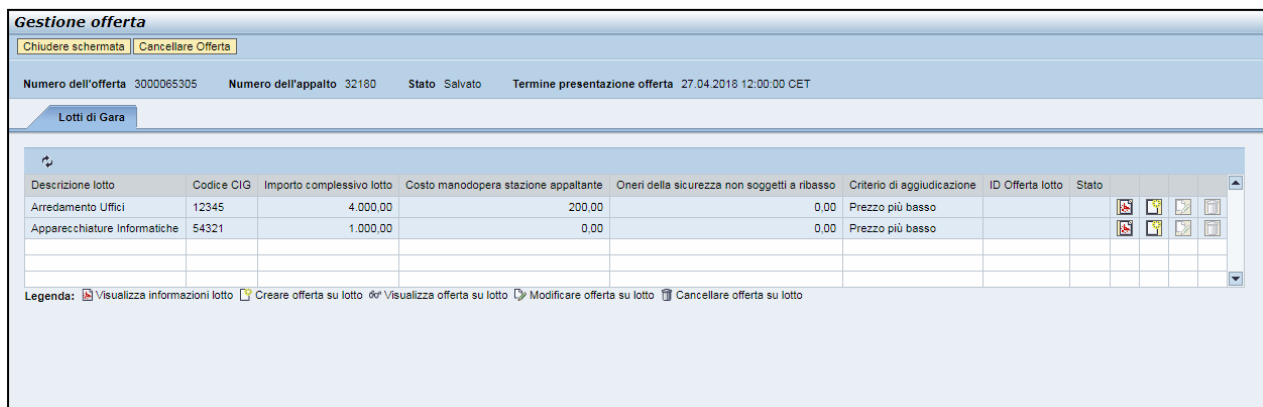 Gestione offerta
Chiudere schermata Cancellare Offerta
Numero dell'offerta 3000065305 Numero dell'appalto 32180 Stato Salvato Termine presentazione offerta 27.04.2018 12:00:00 CET
Lotti di Gara
Descrizione lotto Codice CIG Importo complessivo lotto Costo manodopera stazione appaltante Oneri della sicurezza non soggetti a ribasso Criterio di aggiudicazione ID Offerta lotto Stato
Arredamento Uffici 12345 4.000,00 200,00 0,00 Prezzo più basso
Apparecchiature Informatiche 54321 1.000,00 0,00 0,00 Prezzo più basso
Legenda: Visualizza informazioni lotto Creare offerta su lotto Visualizza offerta su lotto Modificare offerta su lotto Cancellare offerta su lotto